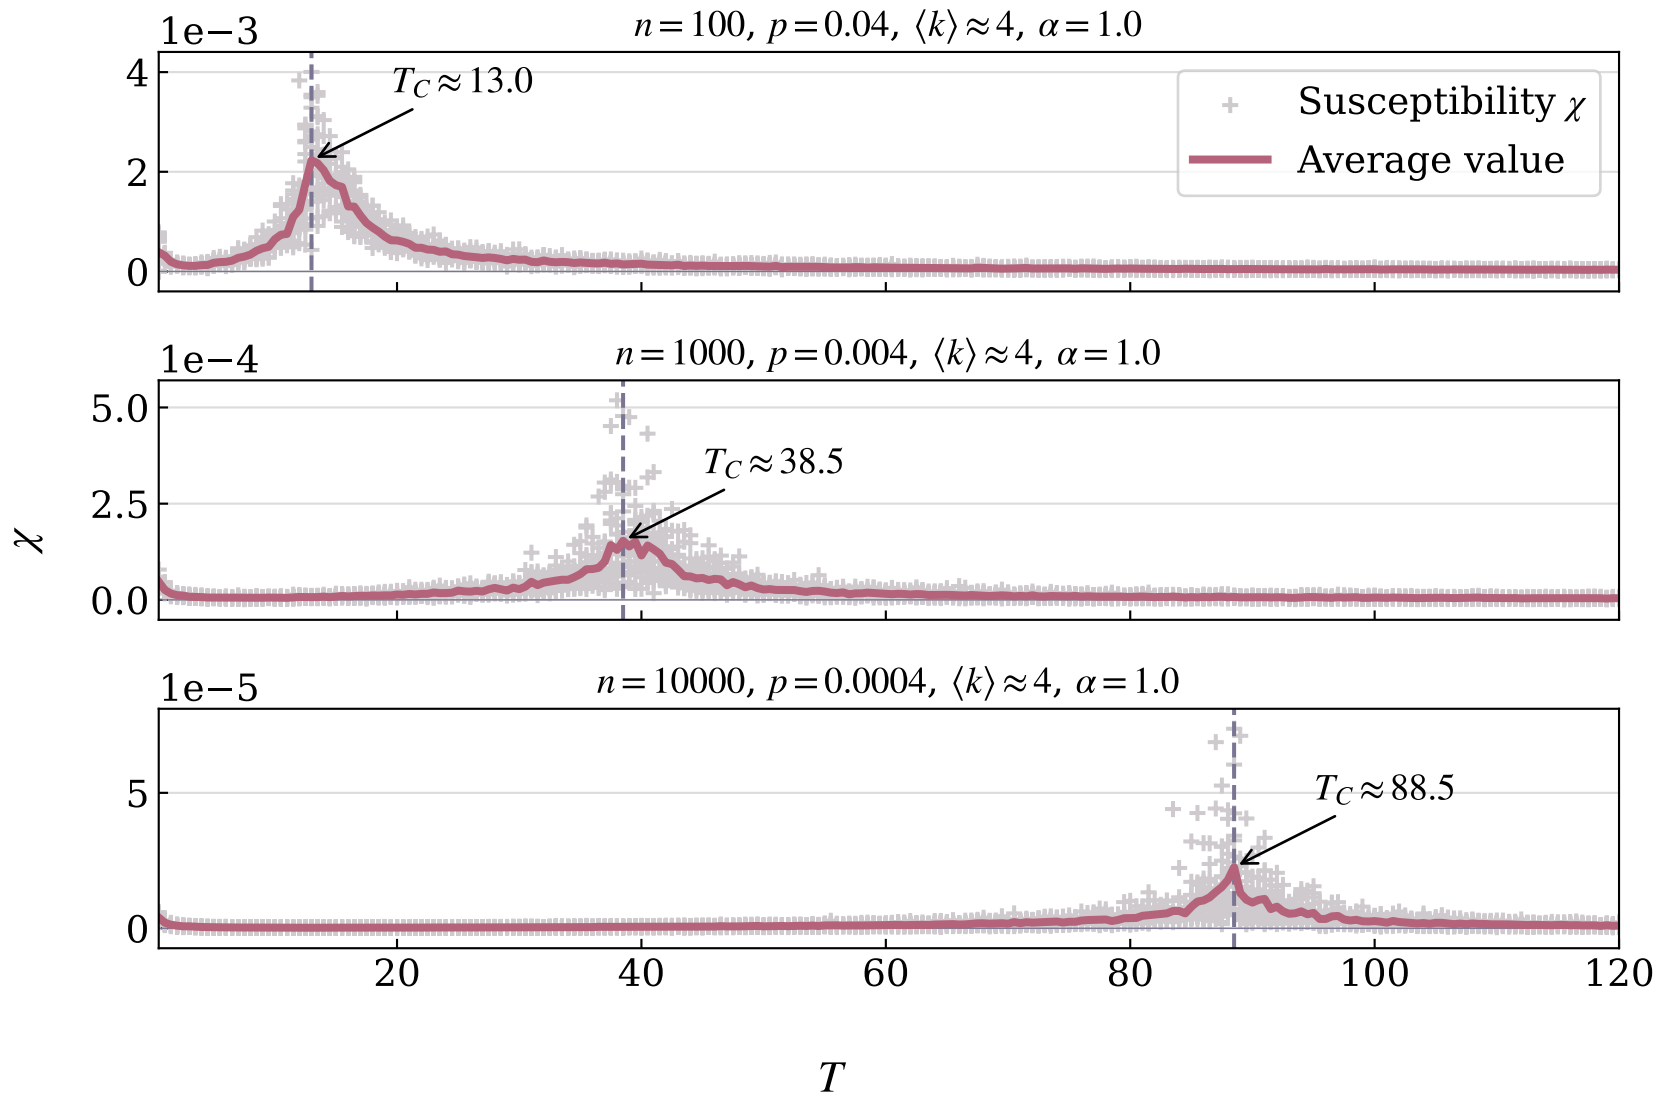 1e−3
n = 100, p = 0.04, ⟨k⟩ ≈ 4, α = 1.0
4
2
0
T_C ≈ 13.0
Susceptibility χ
Average value
1e−4
n = 1000, p = 0.004, ⟨k⟩ ≈ 4, α = 1.0
5.0
2.5
0.0
T_C ≈ 38.5
χ
1e−5
n = 10000, p = 0.0004, ⟨k⟩ ≈ 4, α = 1.0
5
0
T_C ≈ 88.5
20 40 60 80 100 120
T